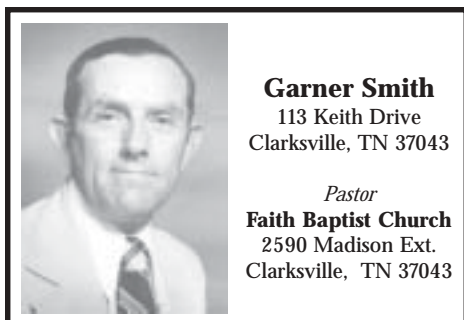 Garner Smith
113 Keith Drive
Clarksville, TN 37043
Pastor
Faith Baptist Church
2590 Madison Ext.
Clarksville, TN 37043